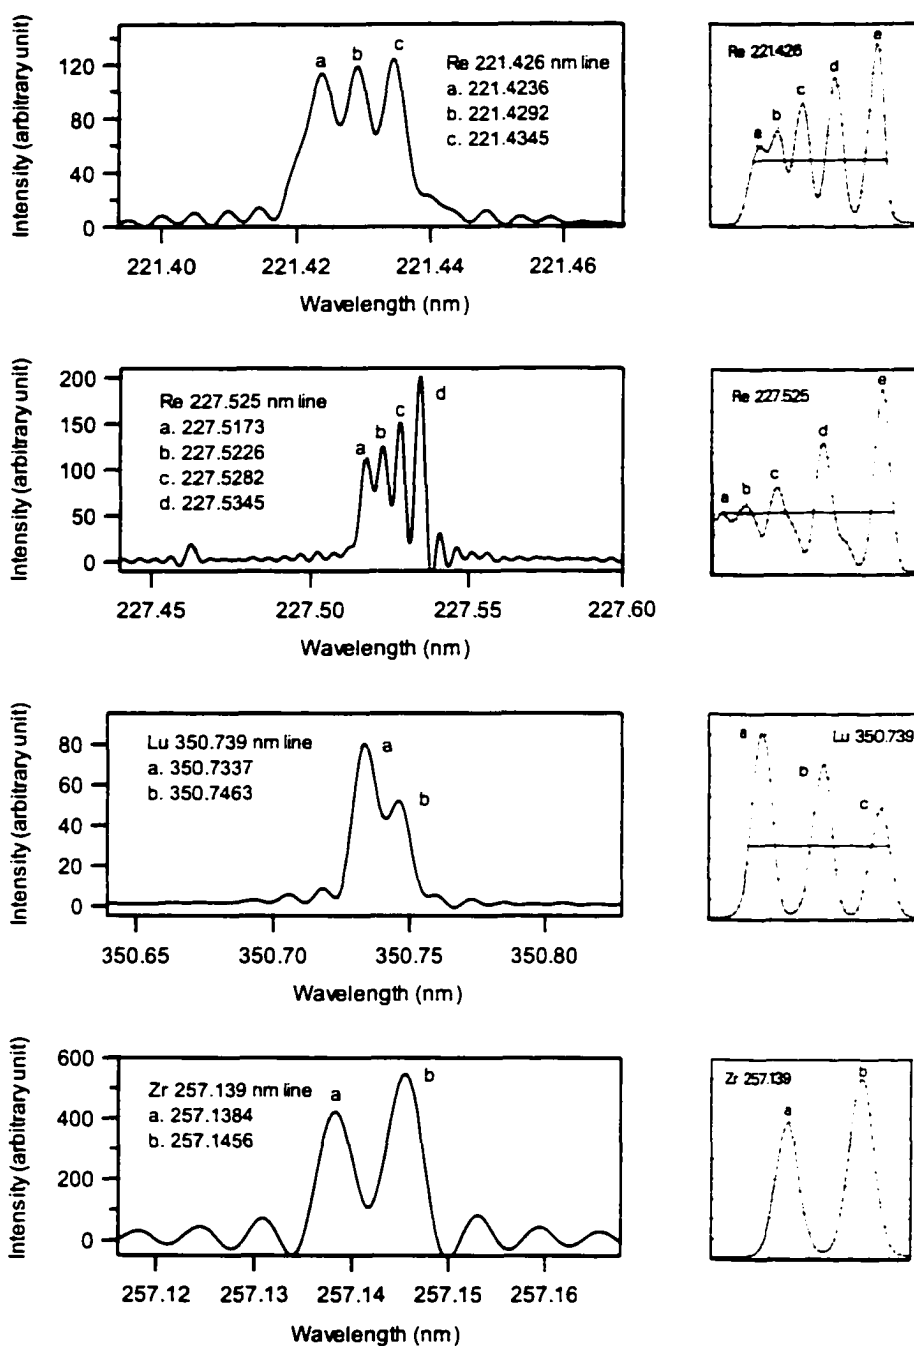 Intensity (arbitrary unit)
120
80
40
0
a
b
c
Re 221.426 nm line
a. 221.4236
b. 221.4292
c. 221.4345
221.40
221.42
221.44
221.46
Wavelength (nm)
Re 221.426
a
b
c
d
e
Intensity (arbitrary unit)
200
150
100
50
0
Re 227.525 nm line
a. 227.5173
b. 227.5226
c. 227.5282
d. 227.5345
a
b
c
d
227.45
227.50
227.55
227.60
Wavelength (nm)
Re 227.525
a
b
c
d
e
Intensity (arbitrary unit)
80
60
40
20
0
Lu 350.739 nm line
a. 350.7337
b. 350.7463
a
b
350.65
350.70
350.75
350.80
Wavelength (nm)
Lu 350.739
a
b
c
Intensity (arbitrary unit)
600
400
200
0
Zr 257.139 nm line
a. 257.1384
b. 257.1456
a
b
257.12
257.13
257.14
257.15
257.16
Wavelength (nm)
Zr 257.139
a
b